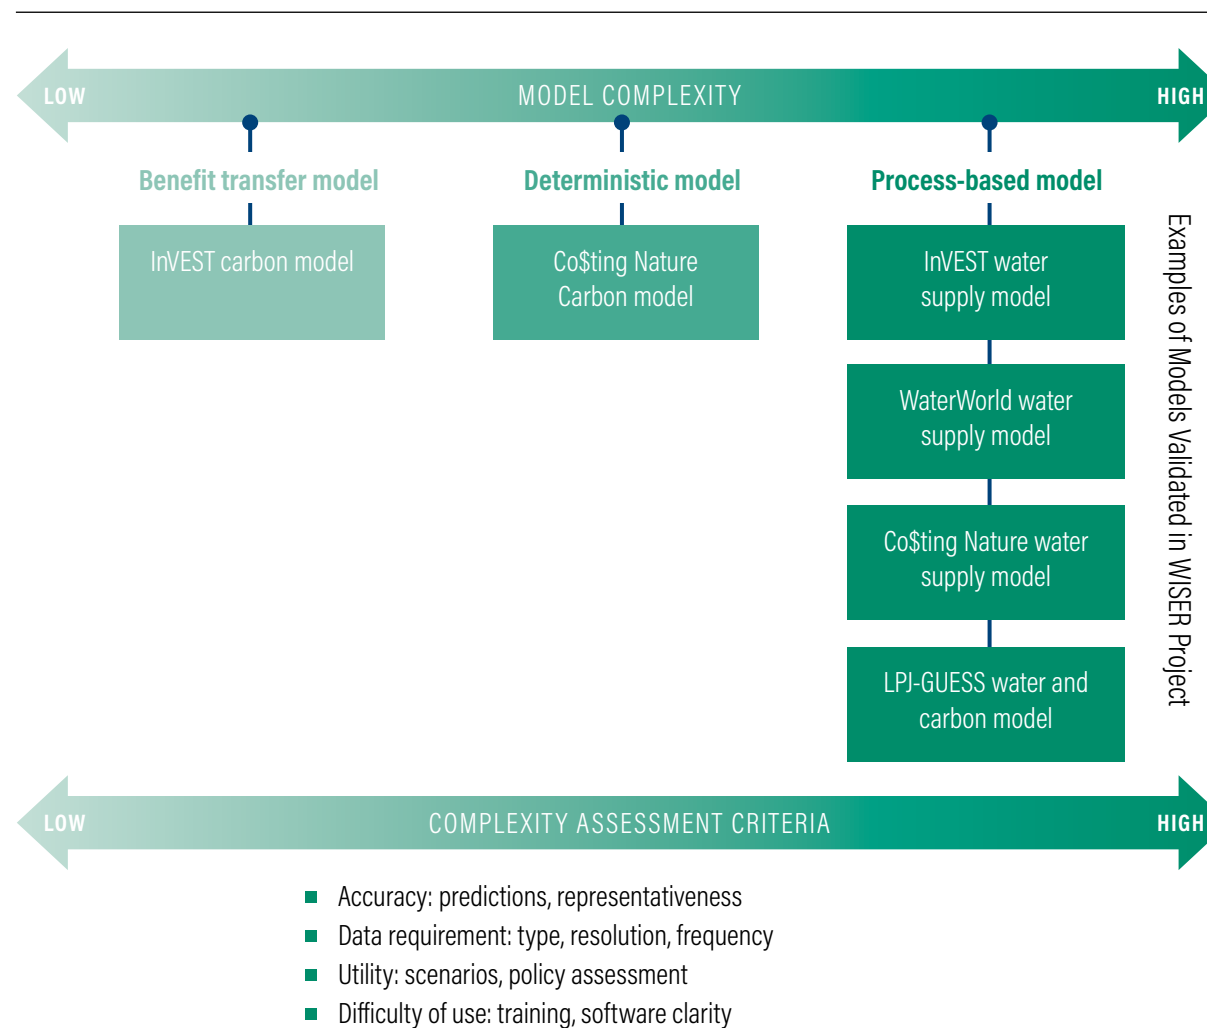 LOW MODEL COMPLEXITY HIGH
Benefit transfer model
Deterministic model
Process-based model
InVEST carbon model
Co$ting Nature
Carbon model
InVEST water
supply model
WaterWorld water
supply model
Co$ting Nature water
supply model
LPJ-GUESS water and
carbon model
Examples of Models Validated in WISER Project
LOW COMPLEXITY ASSESSMENT CRITERIA HIGH
Accuracy: predictions, representativeness
Data requirement: type, resolution, frequency
Utility: scenarios, policy assessment
Difficulty of use: training, software clarity